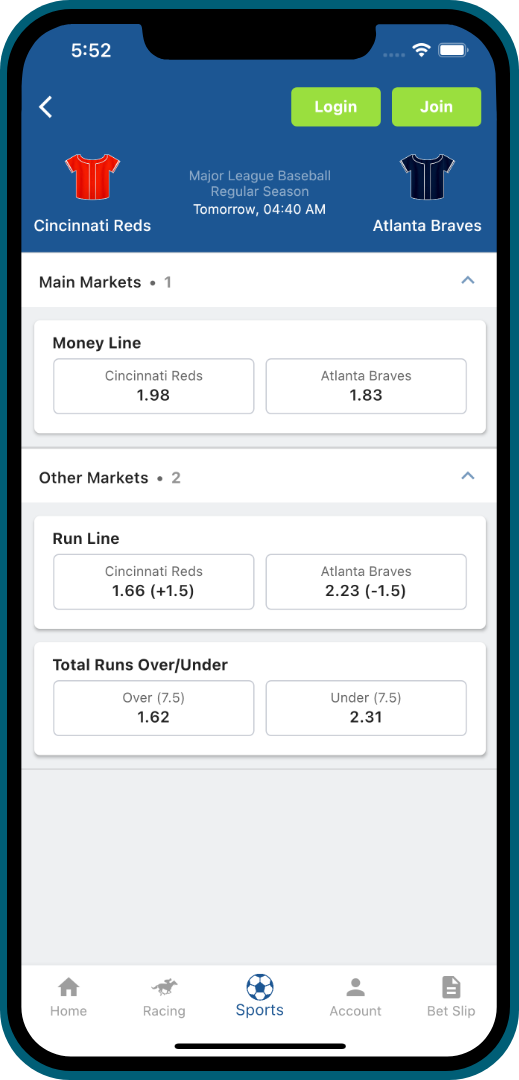 5:52
Login
Join
Major League Baseball
Regular Season
Tomorrow, 04:40 AM
Cincinnati Reds
Atlanta Braves
Main Markets • 1
Money Line
Cincinnati Reds
1.98
Atlanta Braves
1.83
Other Markets • 2
Run Line
Cincinnati Reds
1.66 (+1.5)
Atlanta Braves
2.23 (-1.5)
Total Runs Over/Under
Over (7.5)
1.62
Under (7.5)
2.31
Home
Racing
Sports
Account
Bet Slip